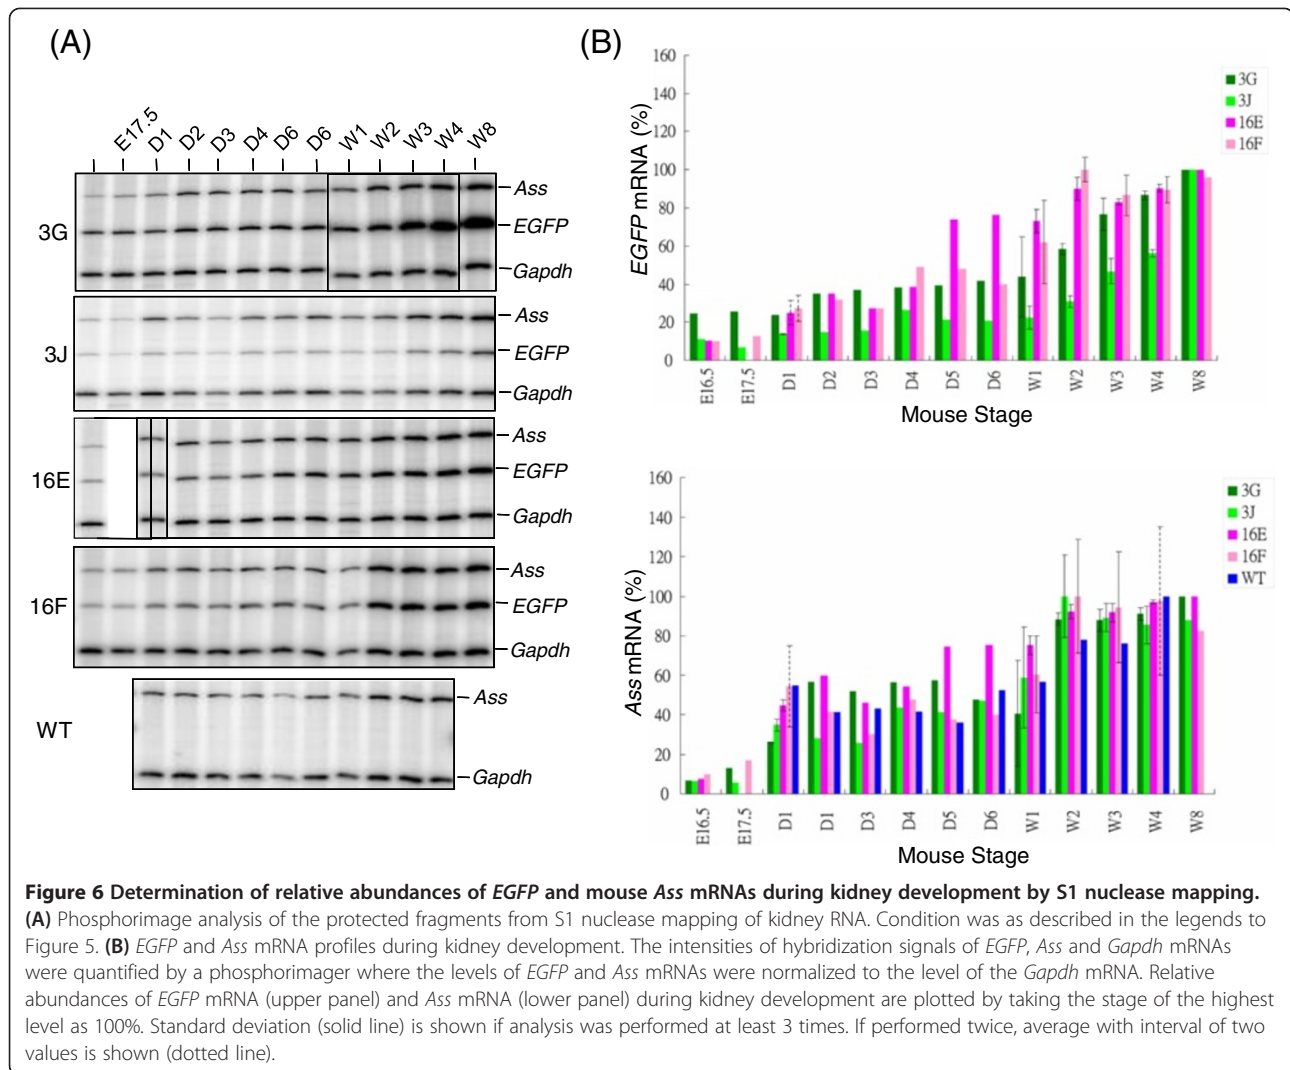 (A)
E17.5 D1 D2 D3 D4 D6 D6 W1 W2 W3 W4 W8
3G
Ass
EGFP
Gapdh
3J
Ass
EGFP
Gapdh
16E
Ass
EGFP
Gapdh
16F
Ass
EGFP
Gapdh
WT
Ass
Gapdh
(B)
EGFP mRNA (%)
160
140
120
100
80
60
40
20
0
3G
3J
16E
16F
E16.5 E17.5 D1 D2 D3 D4 D5 D6 W1 W2 W3 W4 W8
Mouse Stage
Ass mRNA (%)
160
140
120
100
80
60
40
20
0
3G
3J
16E
16F
WT
E16.5 E17.5 D1 D1 D3 D4 D5 D6 W1 W2 W3 W4 W8
Mouse Stage
Figure 6 Determination of relative abundances of EGFP and mouse Ass mRNAs during kidney development by S1 nuclease mapping.
(A) Phosphorimage analysis of the protected fragments from S1 nuclease mapping of kidney RNA. Condition was as described in the legends to
Figure 5. (B) EGFP and Ass mRNA profiles during kidney development. The intensities of hybridization signals of EGFP, Ass and Gapdh mRNAs
were quantified by a phosphorimager where the levels of EGFP and Ass mRNAs were normalized to the level of the Gapdh mRNA. Relative
abundances of EGFP mRNA (upper panel) and Ass mRNA (lower panel) during kidney development are plotted by taking the stage of the highest
level as 100%. Standard deviation (solid line) is shown if analysis was performed at least 3 times. If performed twice, average with interval of two
values is shown (dotted line).